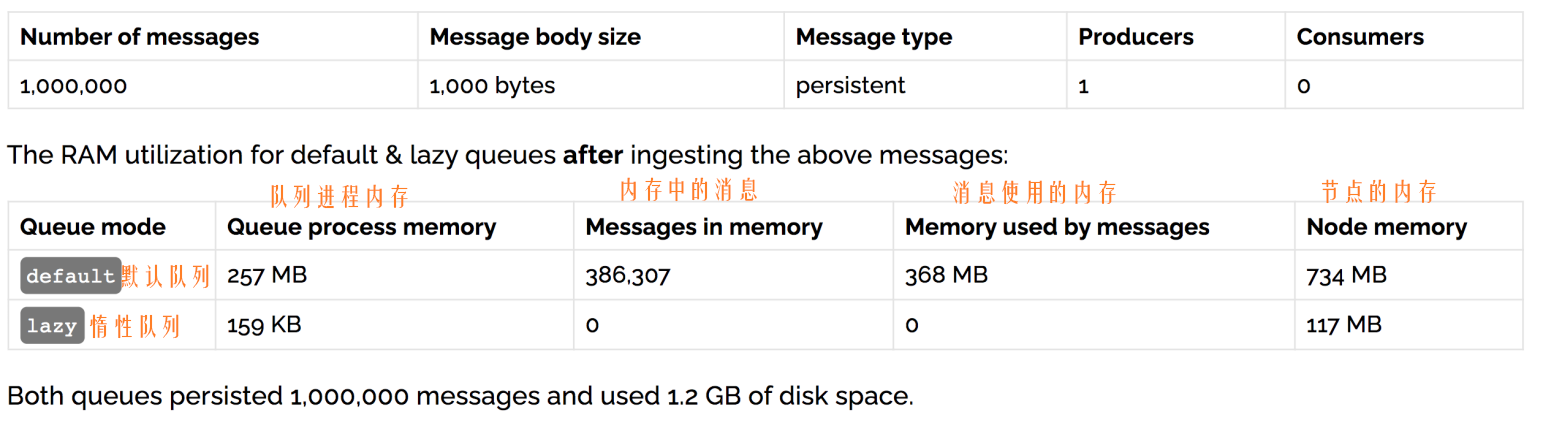 Number of messages Message body size Message type Producers Consumers
1,000,000 1,000 bytes persistent 1 0
The RAM utilization for default & lazy queues after ingesting the above messages:
队列进程内存 内存中的消息 消息使用的内存 节点的内存
Queue mode Queue process memory Messages in memory Memory used by messages Node memory
default 默认队列 257 MB 386,307 368 MB 734 MB
lazy 惰性队列 159 KB 0 0 117 MB
Both queues persisted 1,000,000 messages and used 1.2 GB of disk space.